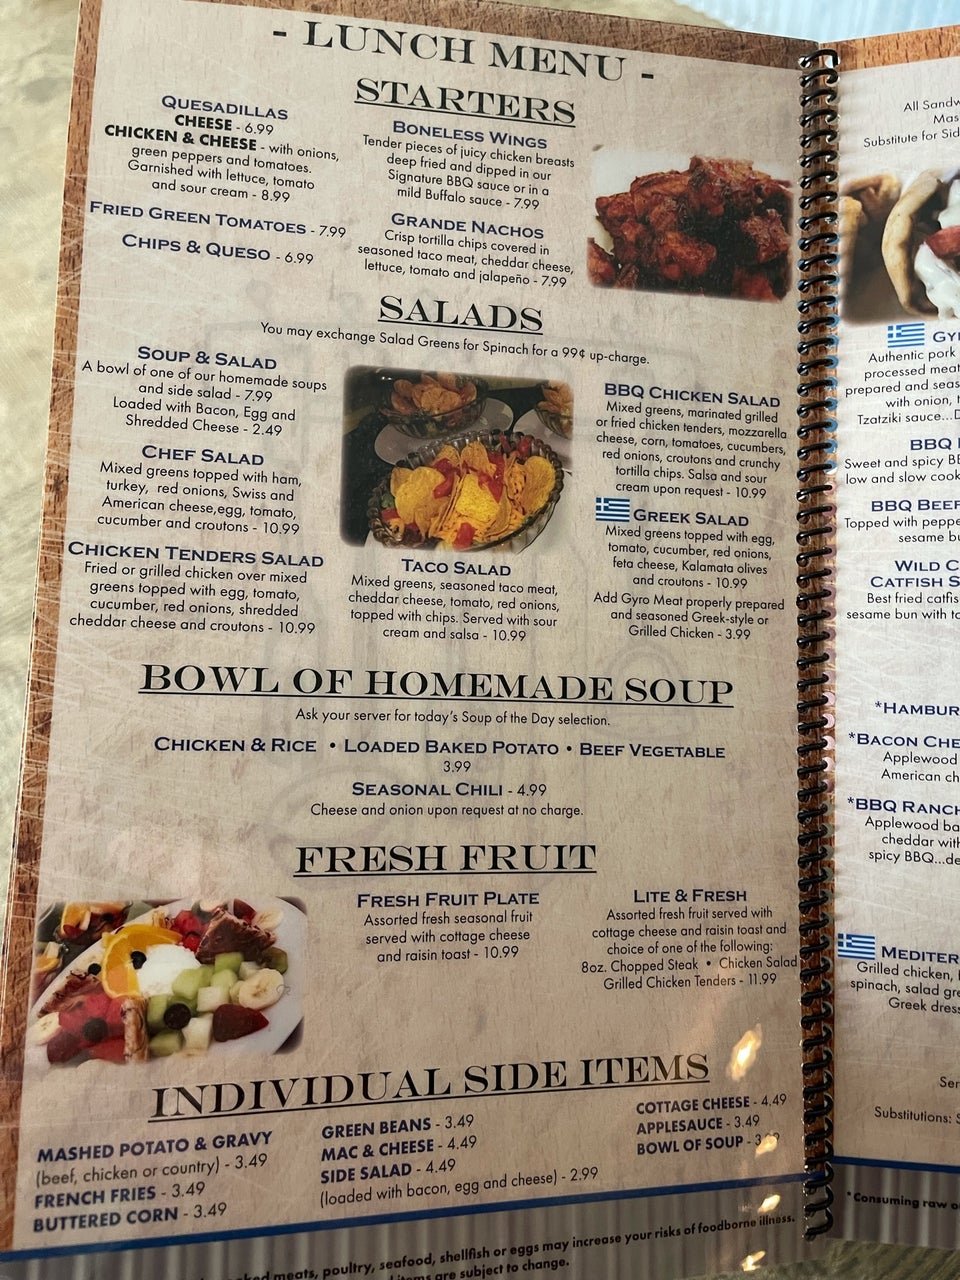 - LUNCH MENU -
STARTERS
QUESADILLAS
CHEESE - 6.99
CHICKEN & CHEESE - with onions,
green peppers and tomatoes.
Garnished with lettuce, tomato
and sour cream - 8.99
FRIED GREEN TOMATOES - 7.99
CHIPS & QUESO - 6.99
BONELESS WINGS
Tender pieces of juicy chicken breasts
deep fried and dipped in our
Signature BBQ sauce or in a
mild Buffalo sauce - 7.99
GRANDE NACHOS
Crisp tortilla chips covered in
seasoned taco meat, cheddar cheese,
lettuce, tomato and jalapeño - 7.99
SALADS
You may exchange Salad Greens for Spinach for a 99¢ up-charge.
SOUP & SALAD
A bowl of one of our homemade soups
and side salad - 7.99
Loaded with Bacon, Egg and
Shredded Cheese - 2.49
CHEF SALAD
Mixed greens topped with ham,
turkey, red onions, Swiss and
American cheese,egg, tomato,
cucumber and croutons - 10.99
CHICKEN TENDERS SALAD
Fried or grilled chicken over mixed
greens topped with egg, tomato,
cucumber, red onions, shredded
cheddar cheese and croutons - 10.99
TACO SALAD
Mixed greens, seasoned taco meat,
cheddar cheese, tomato, red onions,
topped with chips. Served with sour
cream and salsa - 10.99
BBQ CHICKEN SALAD
Mixed greens, marinated grilled
or fried chicken tenders, mozzarella
cheese, corn, tomatoes, cucumbers,
red onions, croutons and crunchy
tortilla chips. Salsa and sour
cream upon request - 10.99
GREEK SALAD
Mixed greens topped with egg,
tomato, cucumber, red onions,
feta cheese, Kalamata olives
and croutons - 10.99
Add Gyro Meat properly prepared
and seasoned Greek-style or
Grilled Chicken - 3.99
BOWL OF HOMEMADE SOUP
Ask your server for today's Soup of the Day selection.
CHICKEN & RICE • LOADED BAKED POTATO • BEEF VEGETABLE
3.99
SEASONAL CHILI - 4.99
Cheese and onion upon request at no charge.
FRESH FRUIT
FRESH FRUIT PLATE
Assorted fresh seasonal fruit
served with cottage cheese
and raisin toast - 10.99
LITE & FRESH
Assorted fresh fruit served with
cottage cheese and raisin toast and
choice of one of the following:
8oz. Chopped Steak • Chicken Salad
Grilled Chicken Tenders - 11.99
INDIVIDUAL SIDE ITEMS
MASHED POTATO & GRAVY
(beef, chicken or country) - 3.49
FRENCH FRIES - 3.49
BUTTERED CORN - 3.49
GREEN BEANS - 3.49
MAC & CHEESE - 4.49
SIDE SALAD - 4.49
(loaded with bacon, egg and cheese) - 2.99
COTTAGE CHEESE - 4.49
APPLESAUCE - 3.49
BOWL OF SOUP - 3
meats, poultry, seafood, shellfish or eggs may increase your risks of foodborne illness.
items are subject to change.
All Sandw
Mas
Substitute for Sid
GY
Authentic pork
processed meat
prepared and seas
with onion, t
Tzatziki sauce...D
BBQ
Sweet and spicy BB
low and slow cook
BBQ BEEF
Topped with peppe
sesame bu
WILD C
CATFISH S
Best fried catfis
sesame bun with to
*HAMBUR
*BACON CHE
Applewood
American ch
*BBQ RANCH
Applewood ba
cheddar with
spicy BBQ...de
MEDITER
Grilled chicken,
spinach, salad gre
Greek dress
Ser
Substitutions: S
*Consuming raw o